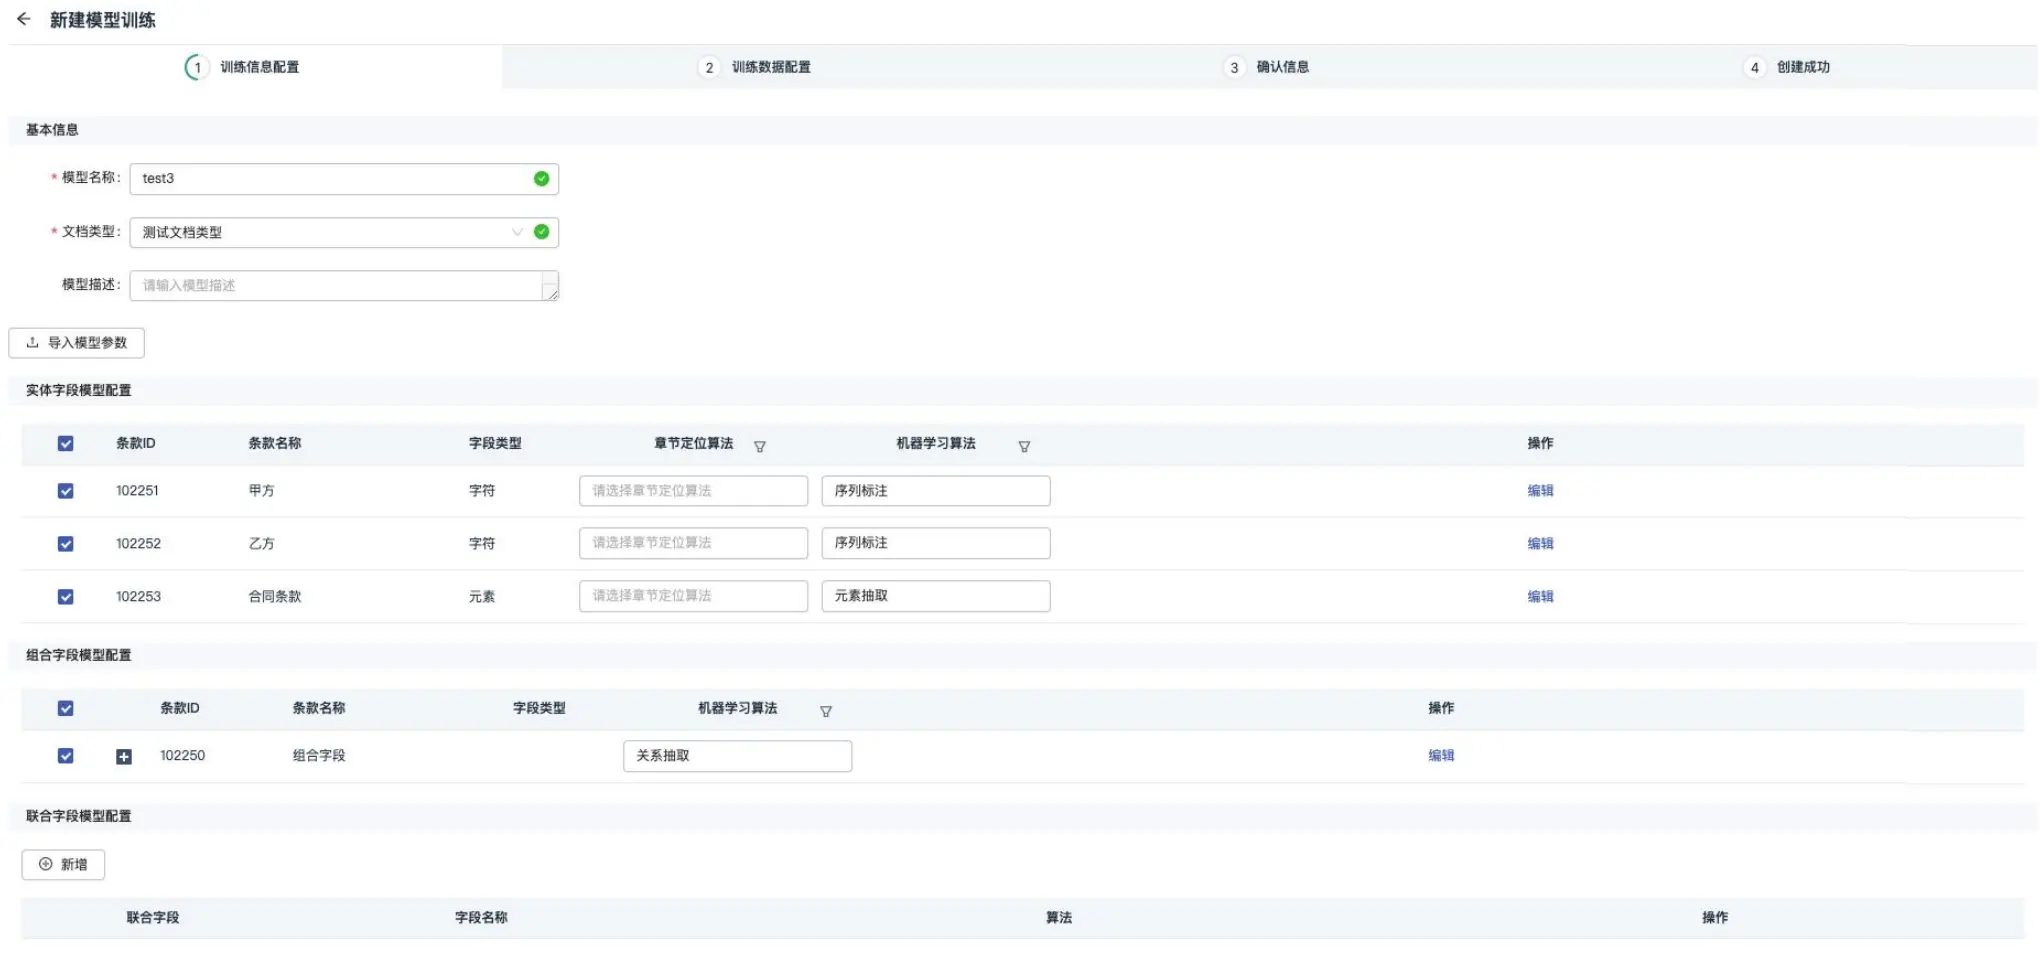 新建模型训练
1 训练信息配置 2 训练数据配置 3 确认信息 4 创建成功
基本信息
* 模型名称: test3
* 文档类型: 测试文档类型
模型描述: 请输入模型描述
导入模型参数
实体字段模型配置
条款ID 条款名称 字段类型 章节定位算法 机器学习算法 操作
102251 甲方 字符 请选择章节定位算法 序列标注 编辑
102252 乙方 字符 请选择章节定位算法 序列标注 编辑
102253 合同条款 元素 请选择章节定位算法 元素抽取 编辑
组合字段模型配置
条款ID 条款名称 字段类型 机器学习算法 操作
102250 组合字段 关系抽取 编辑
联合字段模型配置
新增
联合字段 字段名称 算法 操作